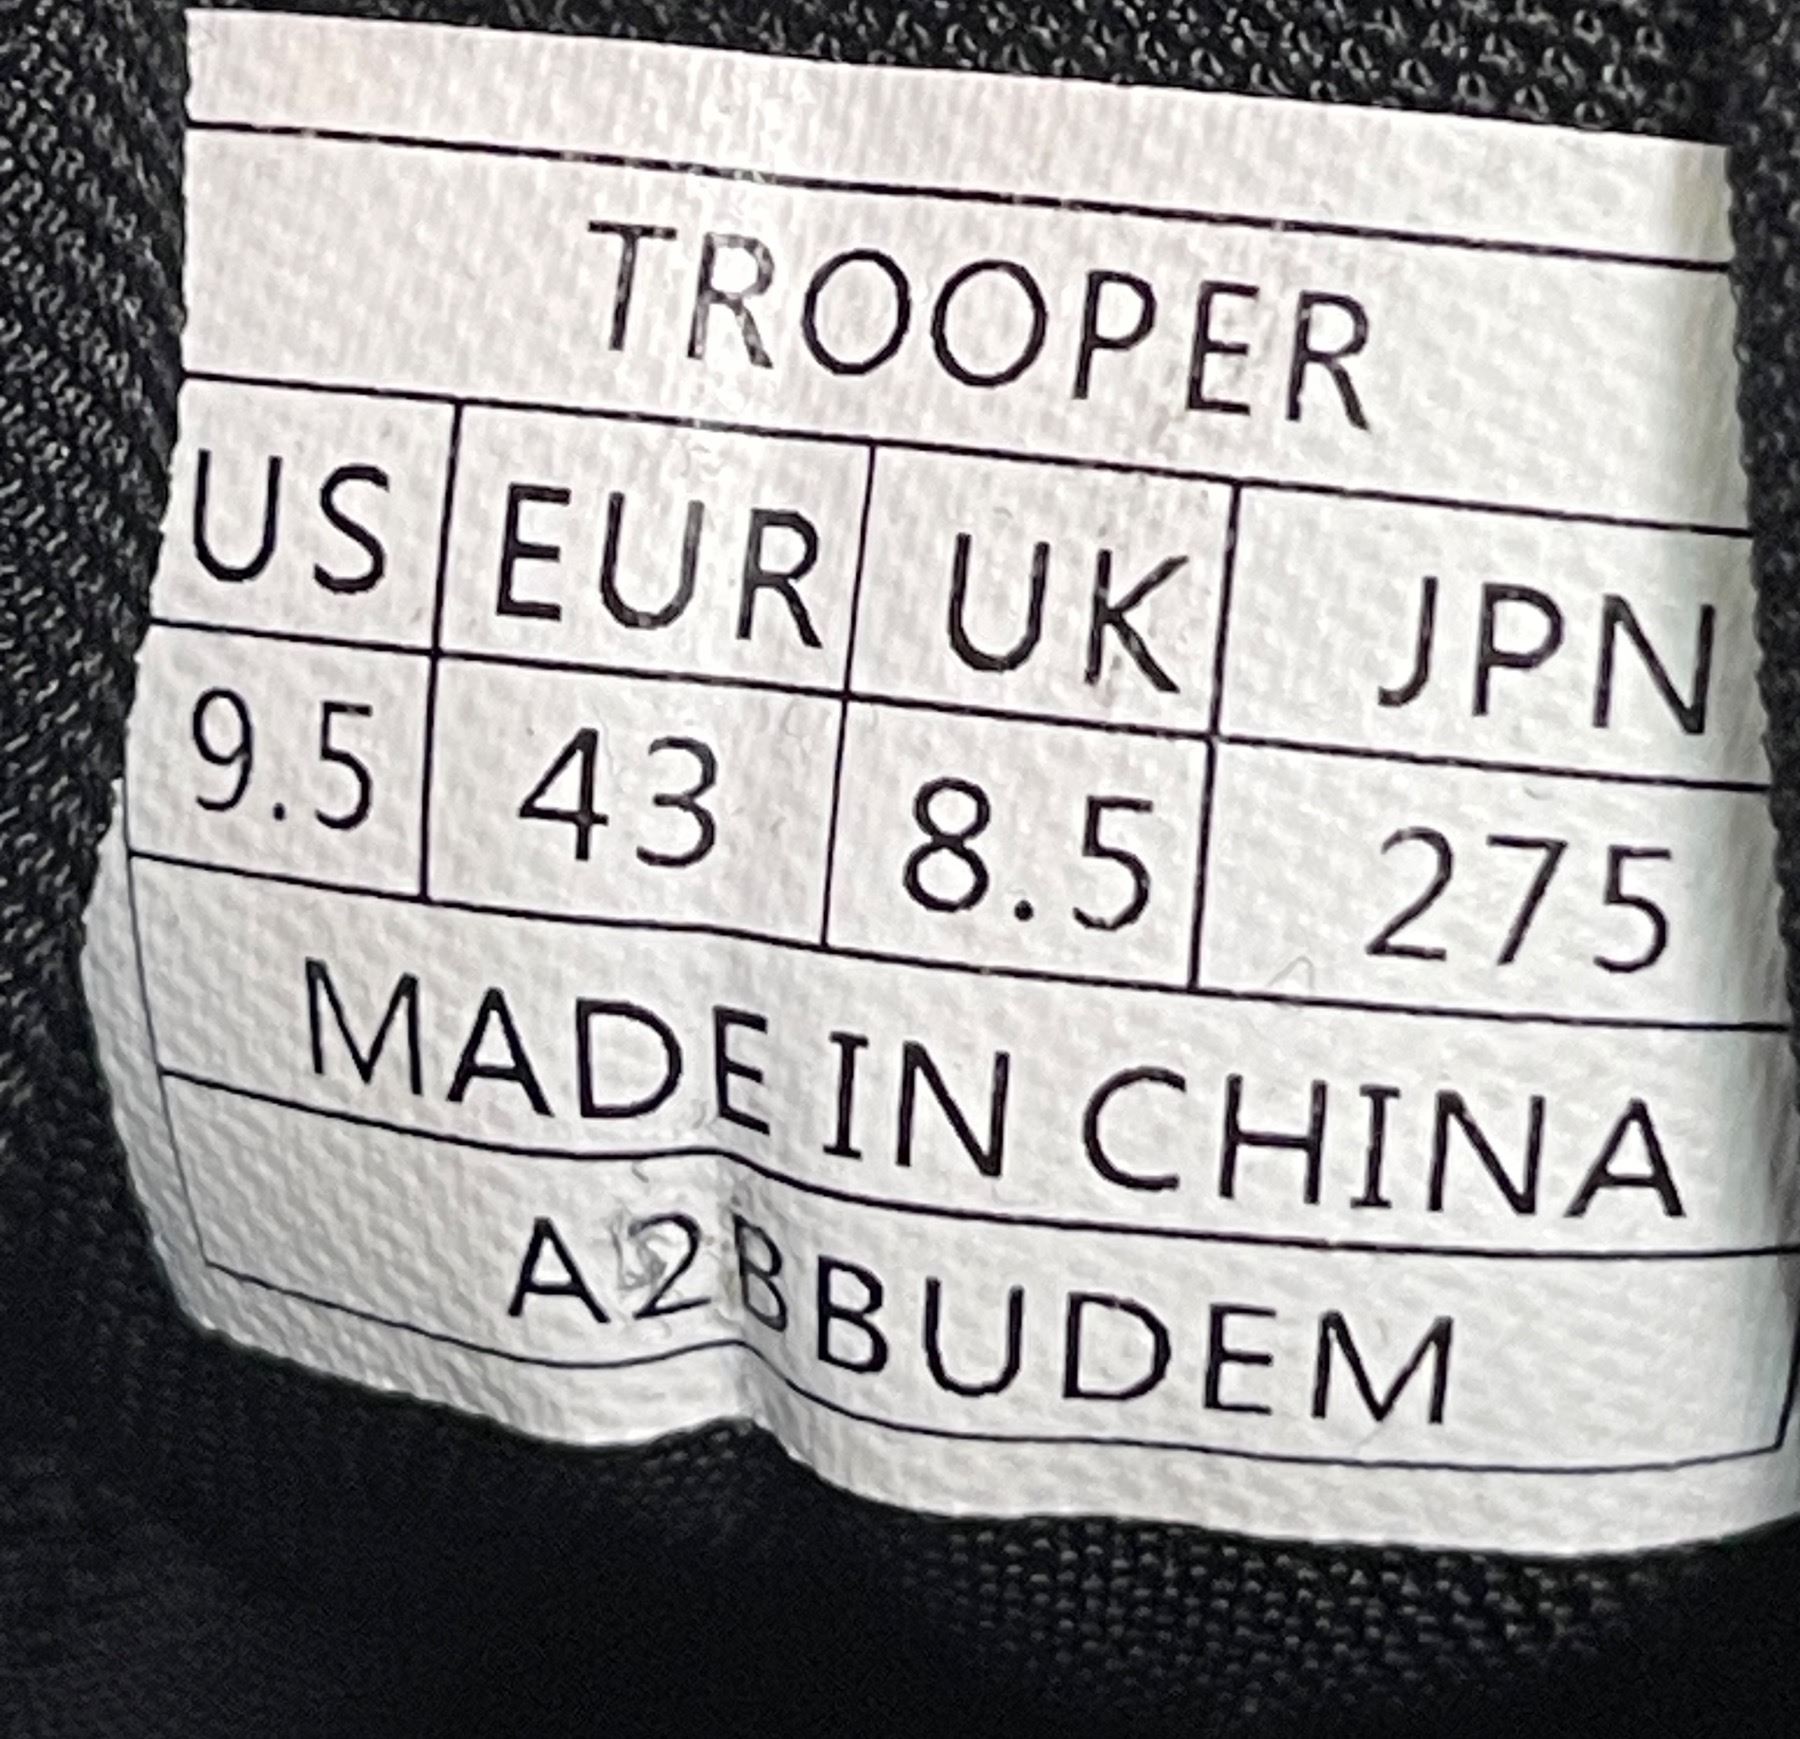 TROOPER
US EUR UK JPN
9.5 43 8.5 275
MADE IN CHINA
A2BBUDEM